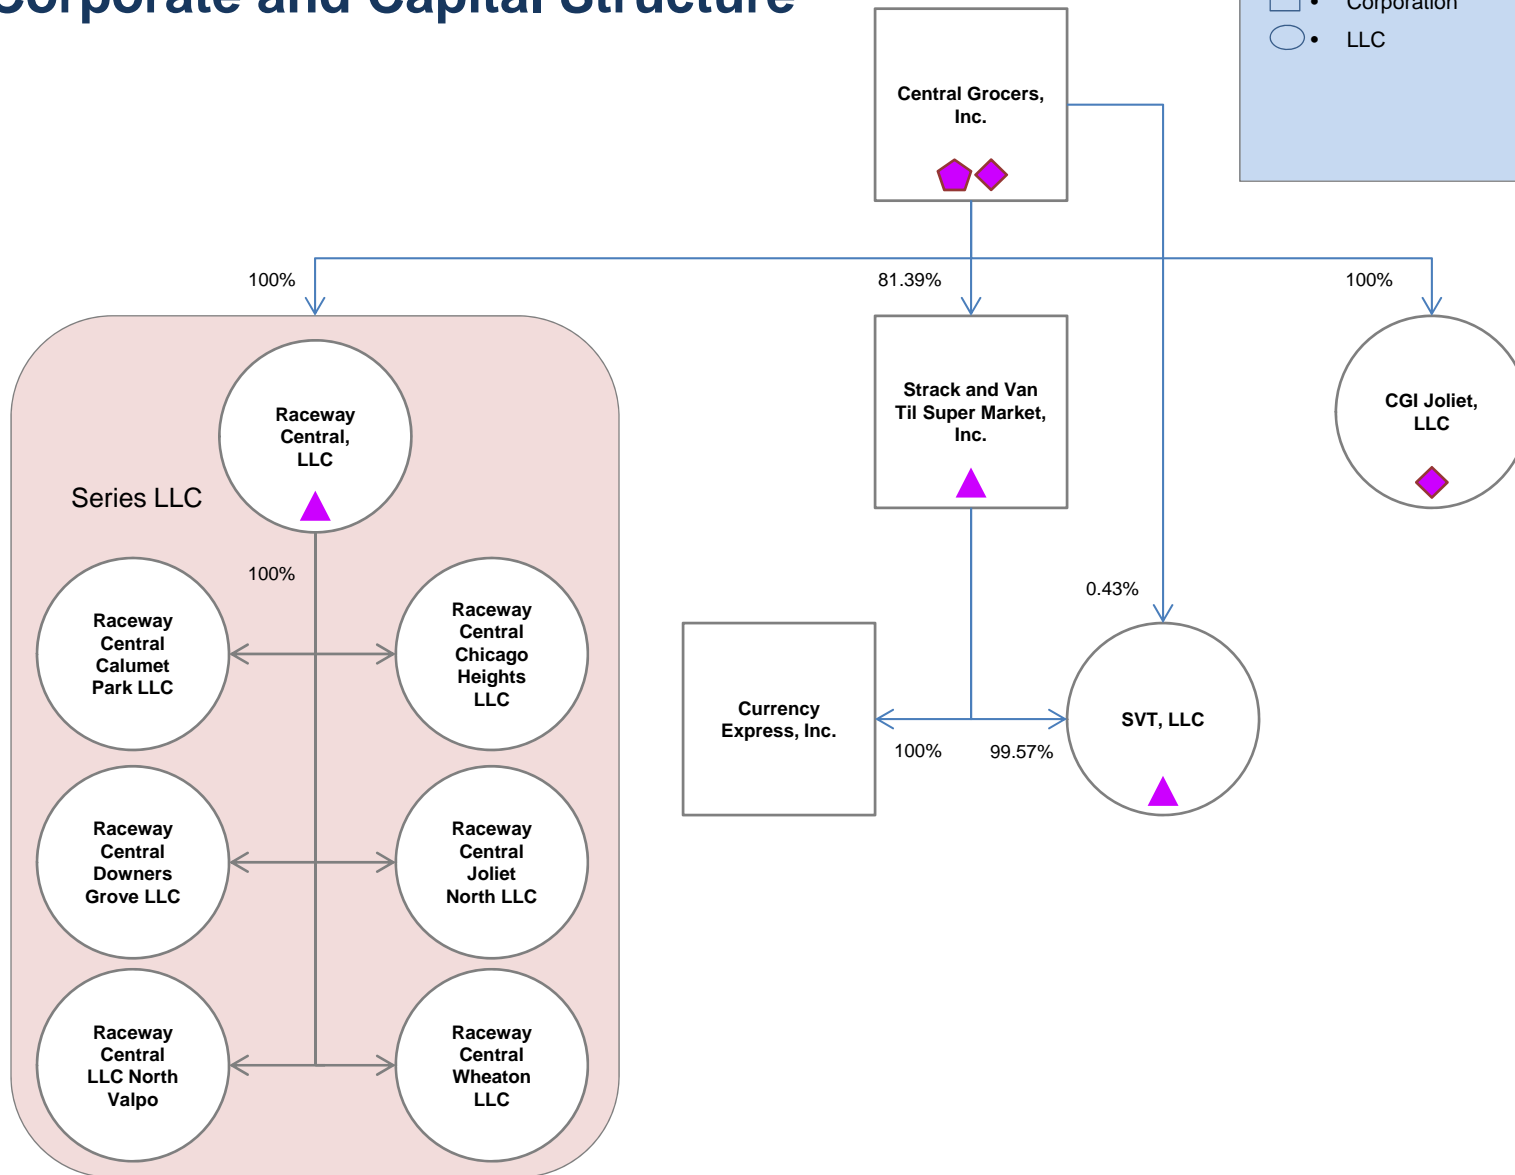 Corporate and Capital Structure
• Corporation
• LLC
Central Grocers,
Inc.
100%
81.39%
100%
Raceway
Central,
LLC
Strack and Van
Til Super Market,
Inc.
CGI Joliet,
LLC
Series LLC
100%
0.43%
Raceway
Central
Calumet
Park LLC
Raceway
Central
Chicago
Heights
LLC
Currency
Express, Inc.
SVT, LLC
100%
99.57%
Raceway
Central
Downers
Grove LLC
Raceway
Central
Joliet
North LLC
Raceway
Central
LLC North
Valpo
Raceway
Central
Wheaton
LLC